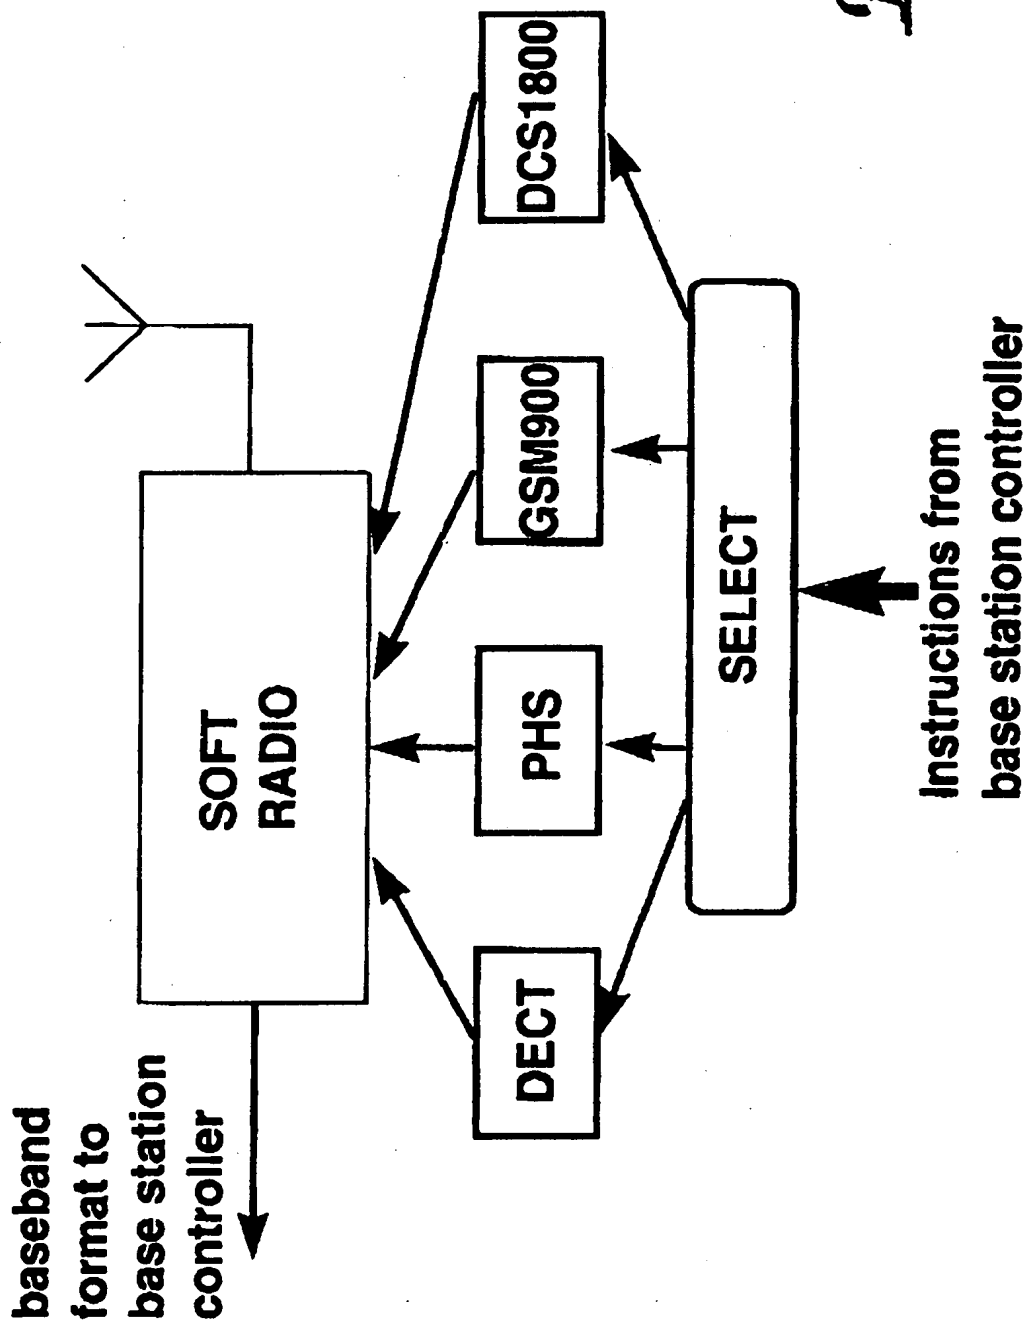 baseband
format to
base station
controller
SOFT
RADIO
DECT
PHS
GSM900
DCS1800
SELECT
Instructions from
base station controller